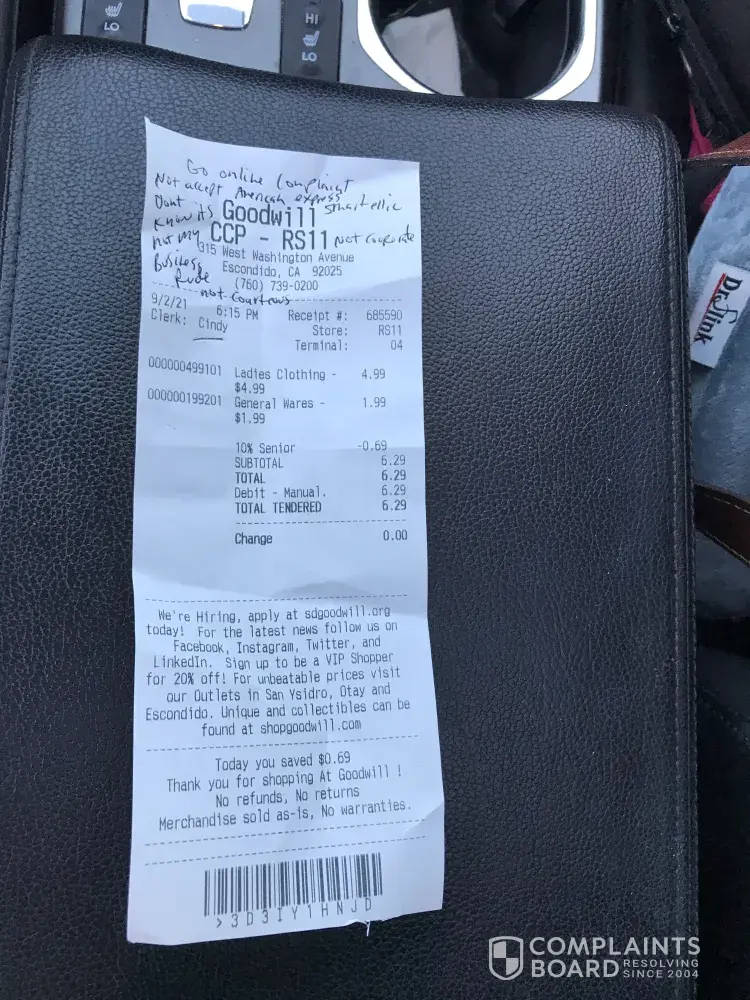 LO
HI
LO
Go online Complaint
Not accept American express
Dont
Know its Goodwill
not my CCP - RS11 Not corporate
315 West Washington Avenue
Business Escondido, CA 92025
Rude (760) 739-0200
not Courteous
9/2/21 6:15 PM Receipt #: 685590
Clerk: Cindy Store: RS11
Terminal: 04
000000499101 Ladies Clothing - 4.99
$4.99
000000199201 General Wares - 1.99
$1.99
10% Senior -0.69
SUBTOTAL 6.29
TOTAL 6.29
Debit - Manual. 6.29
TOTAL TENDERED 6.29
Change 0.00
We're Hiring, apply at sdgoodwill.org
today! For the latest news follow us on
Facebook, Instagram, Twitter, and
LinkedIn. Sign up to be a VIP Shopper
for 20% off! For unbeatable prices visit
our Outlets in San Ysidro, Otay and
Escondido. Unique and collectibles can be
found at shopgoodwill.com
Today you saved $0.69
Thank you for shopping At Goodwill !
No refunds, No returns
Merchandise sold as-is, No warranties.
>3D3IY1HNJD
COMPLAINTS
BOARD RESOLVING
SINCE 2004